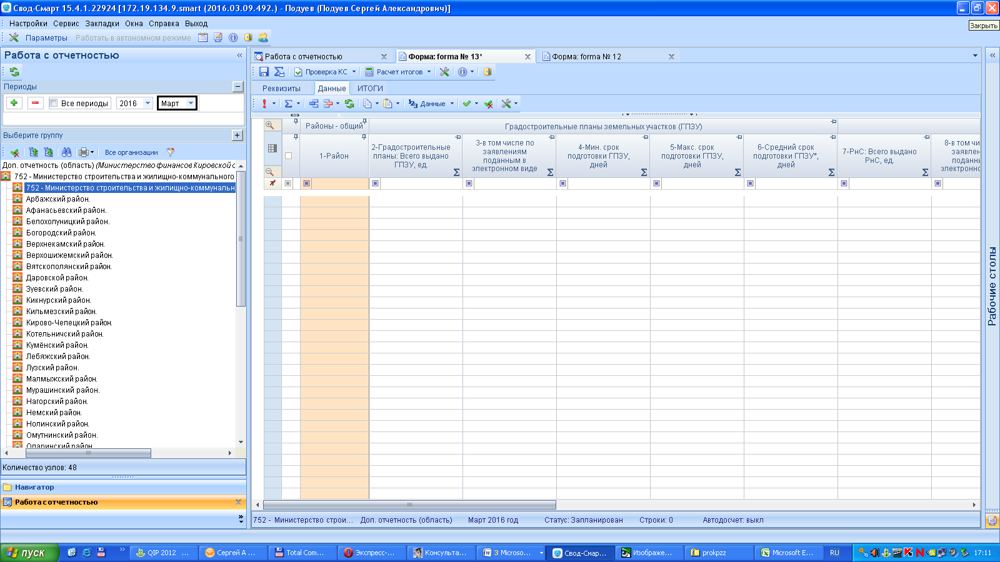 Свод-Смарт 15.4.1.22924 [172.19.134.9.smart (2016.03.09.492.) - Подуев (Подуев Сергей Александрович)]
Настройки Сервис Закладки Окна Справка Выход
Закрыть
Параметры Работать в автономном режиме
Работа с отчетностью
Периоды
Все периоды 2016 Март
Выберите группу
Все организации
Доп. отчетность (область) (Министерство финансов Кировской о
752 - Министерство строительства и жилищно-коммунального
752 - Министерство строительства и жилищно-коммунальн
Арбажский район.
Афанасьевский район.
Белохолуницкий район.
Богородский район.
Верхнекамский район.
Верхошижемский район.
Вятскополянский район.
Даровской район.
Зуевский район.
Кикнурский район.
Кильмезский район.
Кирово-Чепецкий район.
Котельничский район.
Кумёнский район.
Лебяжский район.
Лузский район.
Малмыжский район.
Мурашинский район.
Нагорский район.
Немский район.
Нолинский район.
Омутнинский район.
Опаринский район.
Количество узлов: 48
Навигатор
Работа с отчетностью
Работа с отчетностью Форма: forma № 13* Форма: forma № 12
Проверка КС Расчет итогов
Реквизиты Данные ИТОГИ
123 Данные
Районы - общий Градостроительные планы земельных участков (ГПЗУ)
1-Район
2-Градостроительные планы: Всего выдано ГПЗУ, ед.
3-в том числе по заявлениям поданным в электронном виде
4-Мин. срок подготовки ГПЗУ, дней
5-Макс. срок подготовки ГПЗУ, дней
6-Средний срок подготовки ГПЗУ*, дней
7-РнС: Всего выдано РнС, ед.
8-в том чи заявлен поданны электронно
752 - Министерство строи... Доп. отчетность (область) Март 2016 год Статус: Запланирован Строки: 0 Автодосчет: выкл
Рабочие столы
пуск QIP 2012 ... Сергей А ... Total Com... Экспресс-... Консульта... 3 Microso... Свод-Смар... Изображе... prokpzz Microsoft E... RU 17:11